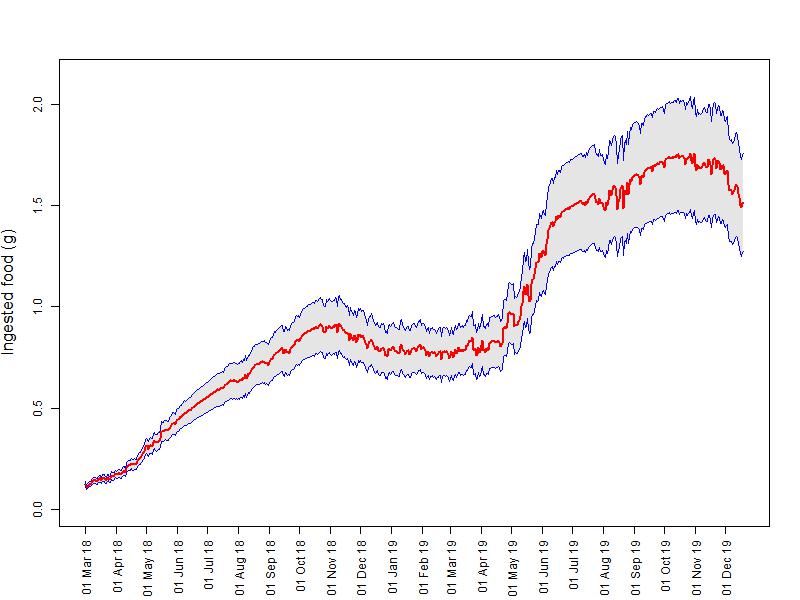 Ingested food (g)
2.0
1.5
1.0
0.5
0.0
01 Mar 18
01 Apr 18
01 May 18
01 Jun 18
01 Jul 18
01 Aug 18
01 Sep 18
01 Oct 18
01 Nov 18
01 Dec 18
01 Jan 19
01 Feb 19
01 Mar 19
01 Apr 19
01 May 19
01 Jun 19
01 Jul 19
01 Aug 19
01 Sep 19
01 Oct 19
01 Nov 19
01 Dec 19